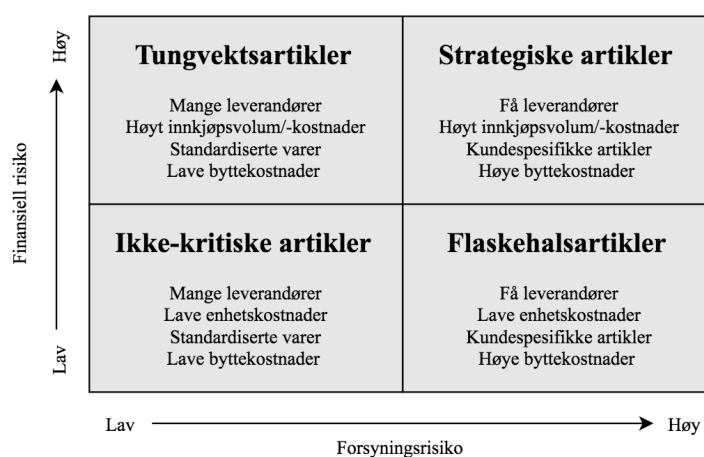 Høy
Finansiell risiko
Lav
Tungvektsartikler
Mange leverandører
Høyt innkjøpsvolum/-kostnader
Standardiserte varer
Lave byttekostnader
Strategiske artikler
Få leverandører
Høyt innkjøpsvolum/-kostnader
Kundespesifikke artikler
Høye byttekostnader
Ikke-kritiske artikler
Mange leverandører
Lave enhetskostnader
Standardiserte varer
Lave byttekostnader
Flaskehalsartikler
Få leverandører
Lave enhetskostnader
Kundespesifikke artikler
Høye byttekostnader
Lav
Høy
Forsyningsrisiko